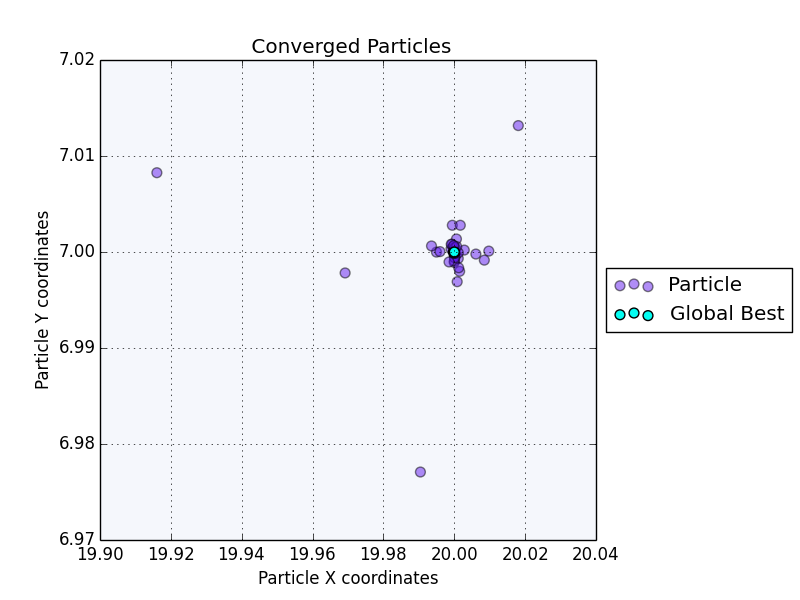 Converged Particles
7.02
7.01
7.00
6.99
6.98
6.97
Particle Y coordinates
19.90 19.92 19.94 19.96 19.98 20.00 20.02 20.04
Particle X coordinates
Particle
Global Best